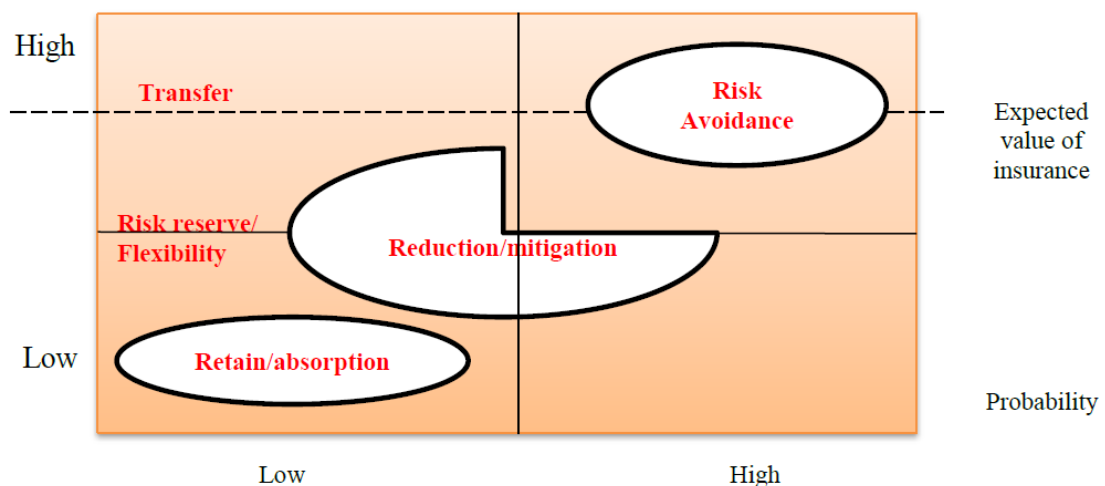 High
Transfer
Risk
Avoidance
Expected
value of
insurance
Risk reserve/
Flexibility
Reduction/mitigation
Low
Retain/absorption
Probability
Low
High